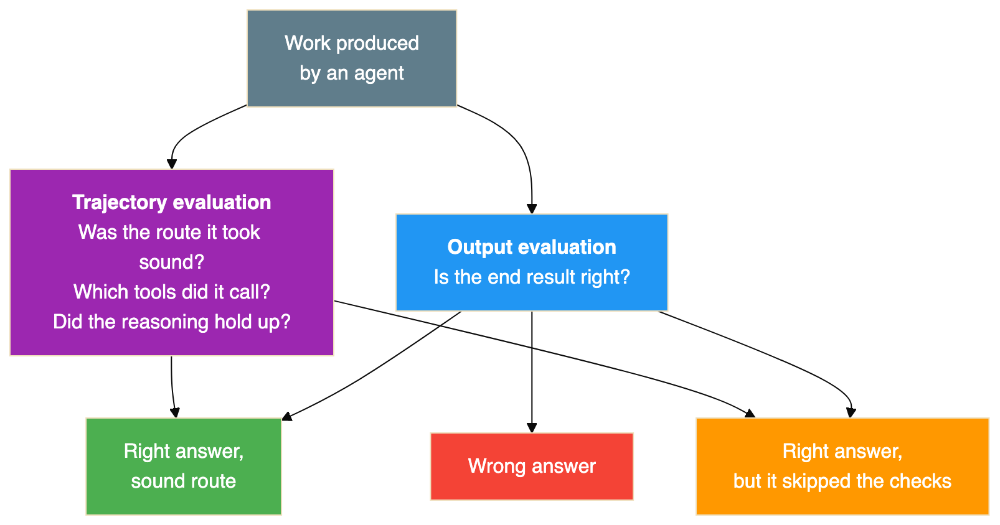 Work produced
by an agent
Trajectory evaluation
Was the route it took
sound?
Which tools did it call?
Did the reasoning hold up?
Output evaluation
Is the end result right?
Right answer,
sound route
Wrong answer
Right answer,
but it skipped the checks